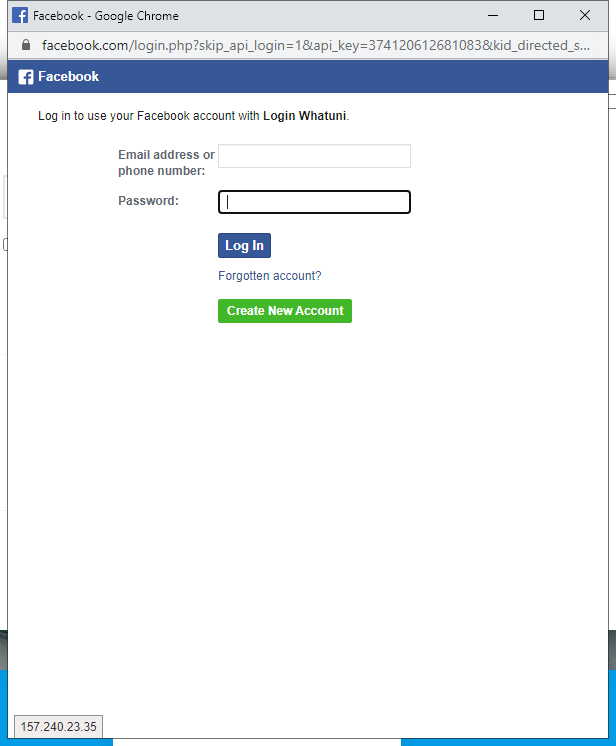 Facebook - Google Chrome
facebook.com/login.php?skip_api_login=1&api_key=374120612681083&kid_directed_s...
Facebook
Log in to use your Facebook account with Login Whatuni.
Email address or
phone number:
Password:
Log In
Forgotten account?
Create New Account
157.240.23.35